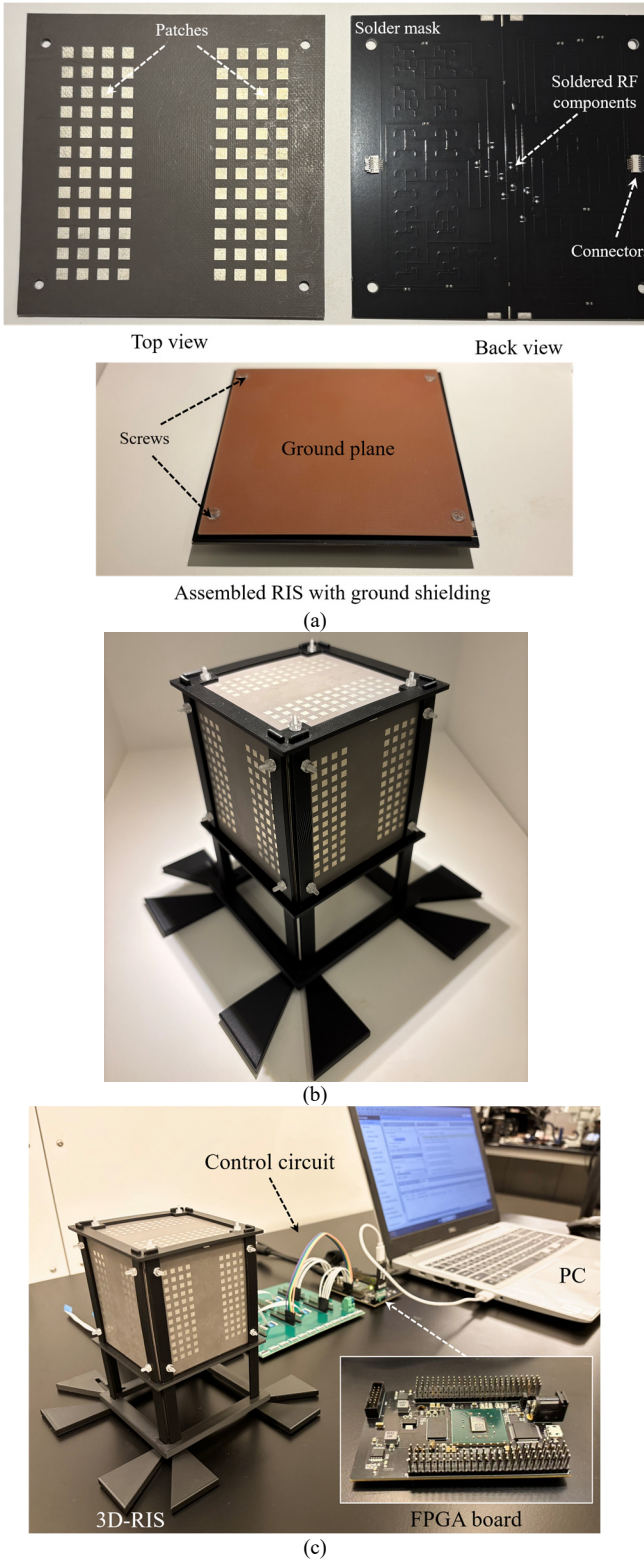 Patches
Solder mask
Soldered RF
components
Connector
Top view
Back view
Screws
Ground plane
Assembled RIS with ground shielding
(a)
(b)
Control circuit
PC
3D-RIS
FPGA board
(c)